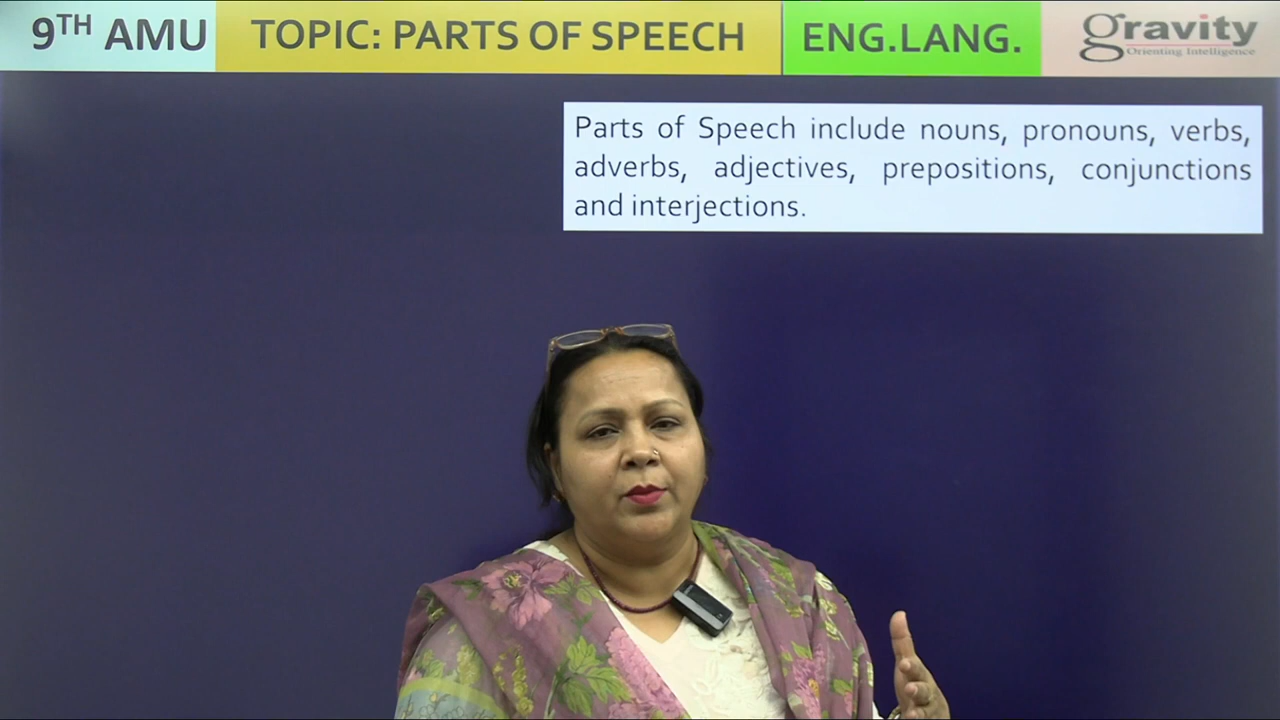 9TH AMU
TOPIC: PARTS OF SPEECH
ENG.LANG.
gravity
Orienting Intelligence
Parts of Speech include nouns, pronouns, verbs,
adverbs, adjectives, prepositions, conjunctions
and interjections.